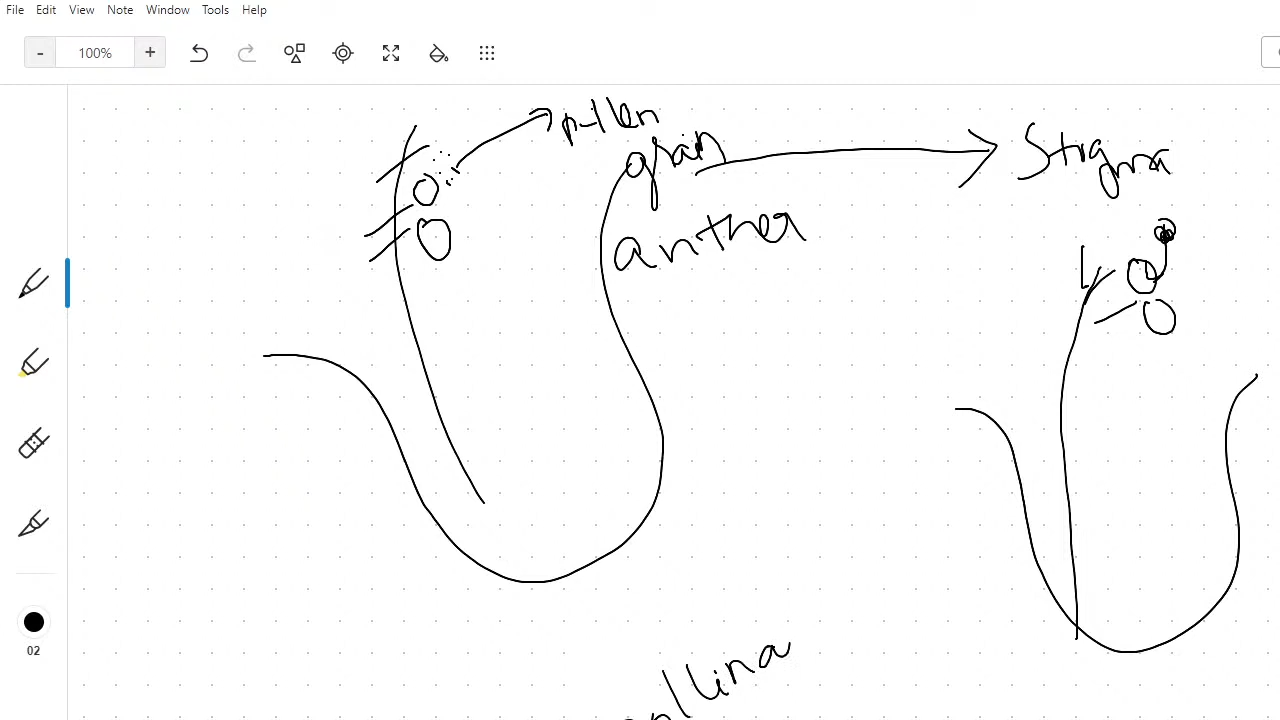 File Edit View Note Window Tools Help
- 100% +
pollen
grain
Stigma
anther
02